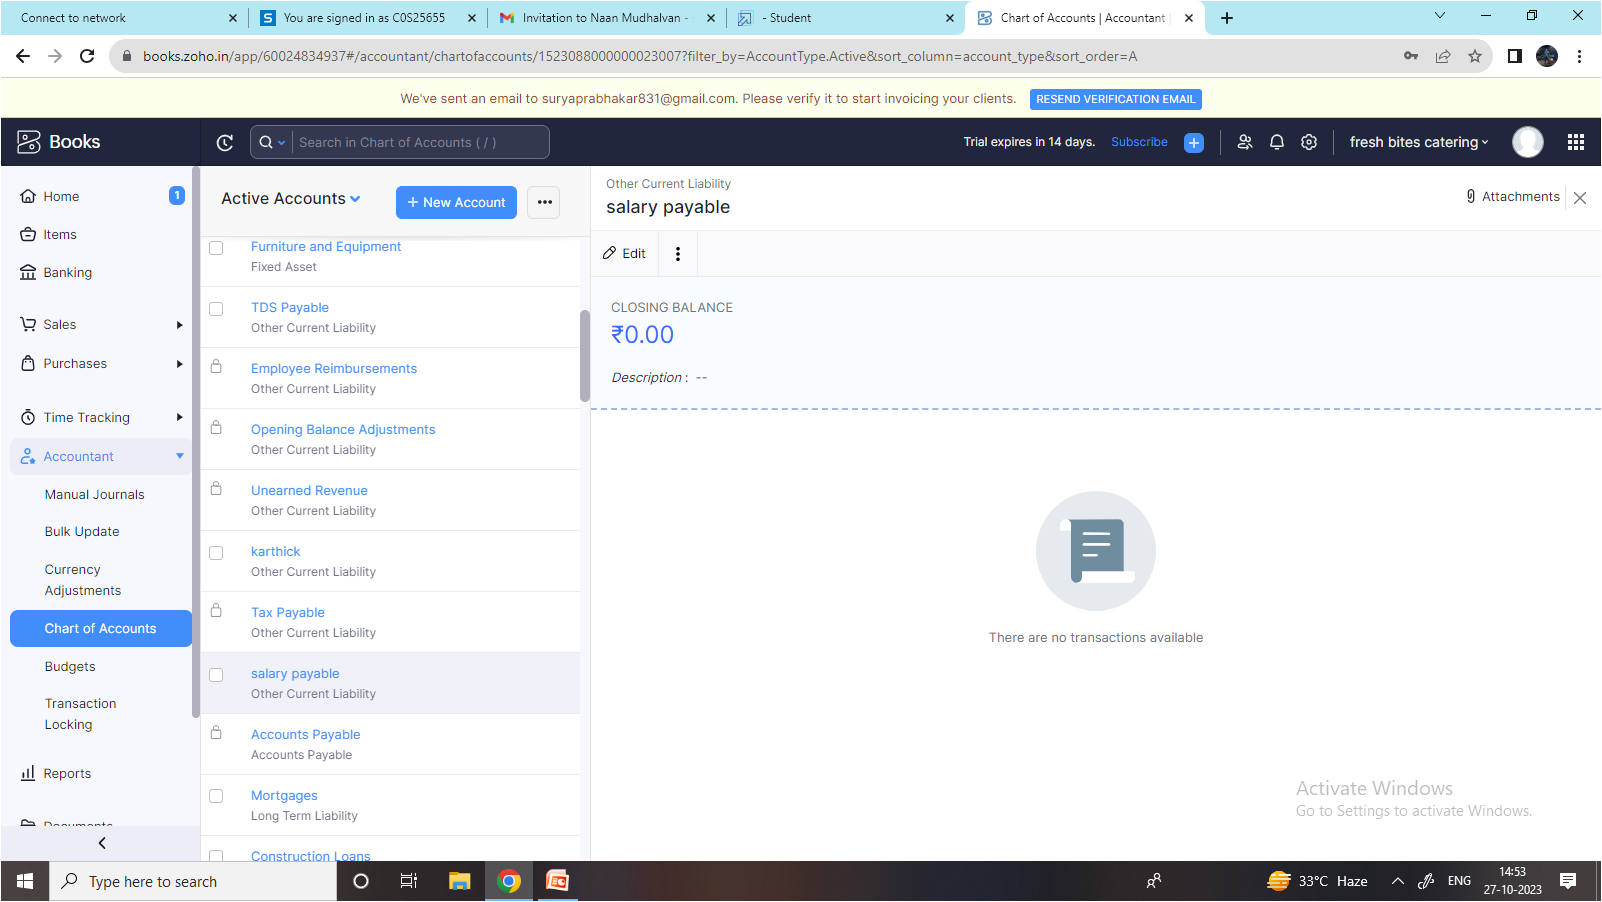 Connect to network
You are signed in as C0S25655
Invitation to Naan Mudhalvan -
- Student
Chart of Accounts | Accountant
books.zoho.in/app/60024834937#/accountant/chartofaccounts/1523088000000023007?filter_by=AccountType.Active&sort_column=account_type&sort_order=A
We've sent an email to suryaprabhakar831@gmail.com. Please verify it to start invoicing your clients.
RESEND VERIFICATION EMAIL
Books
Search in Chart of Accounts ( / )
Trial expires in 14 days.
Subscribe
fresh bites catering
Home
1
Items
Banking
Sales
Purchases
Time Tracking
Accountant
Manual Journals
Bulk Update
Currency
Adjustments
Chart of Accounts
Budgets
Transaction
Locking
Reports
Documents
Active Accounts
+ New Account
Furniture and Equipment
Fixed Asset
TDS Payable
Other Current Liability
Employee Reimbursements
Other Current Liability
Opening Balance Adjustments
Other Current Liability
Unearned Revenue
Other Current Liability
karthick
Other Current Liability
Tax Payable
Other Current Liability
salary payable
Other Current Liability
Accounts Payable
Accounts Payable
Mortgages
Long Term Liability
Construction Loans
Other Current Liability
salary payable
Attachments
Edit
CLOSING BALANCE
₹0.00
Description : --
There are no transactions available
Activate Windows
Go to Settings to activate Windows.
Type here to search
33°C Haze
ENG
14:53
27-10-2023